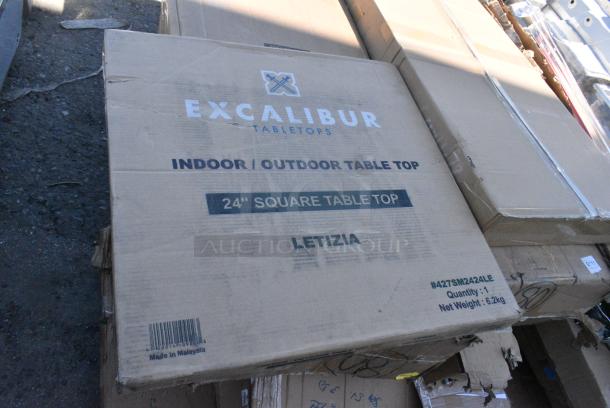 EXCALIBUR
TABLETOPS
INDOOR / OUTDOOR TABLE TOP
24" SQUARE TABLE TOP
LETIZIA
AUCTION GROUP
#427SM2424LE
Quantity : 1
Net Weight : 6.2kg
Made in Malaysia